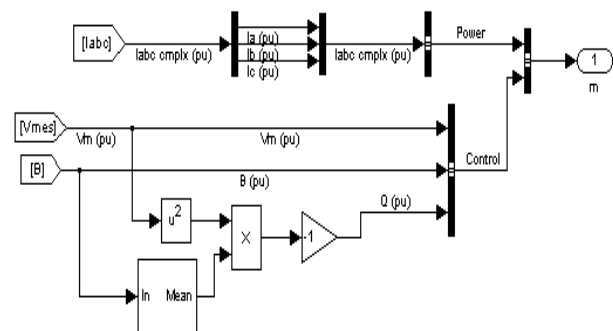 [Iabc]
Iabc cmplx (pu)
Ia (pu)
Ib (pu)
Ic (pu)
Iabc cmplx (pu)
Power
1
m
[Vmes]
Vm (pu)
Vm (pu)
[B]
B (pu)
Control
u²
X
-1
Q (pu)
In
Mean